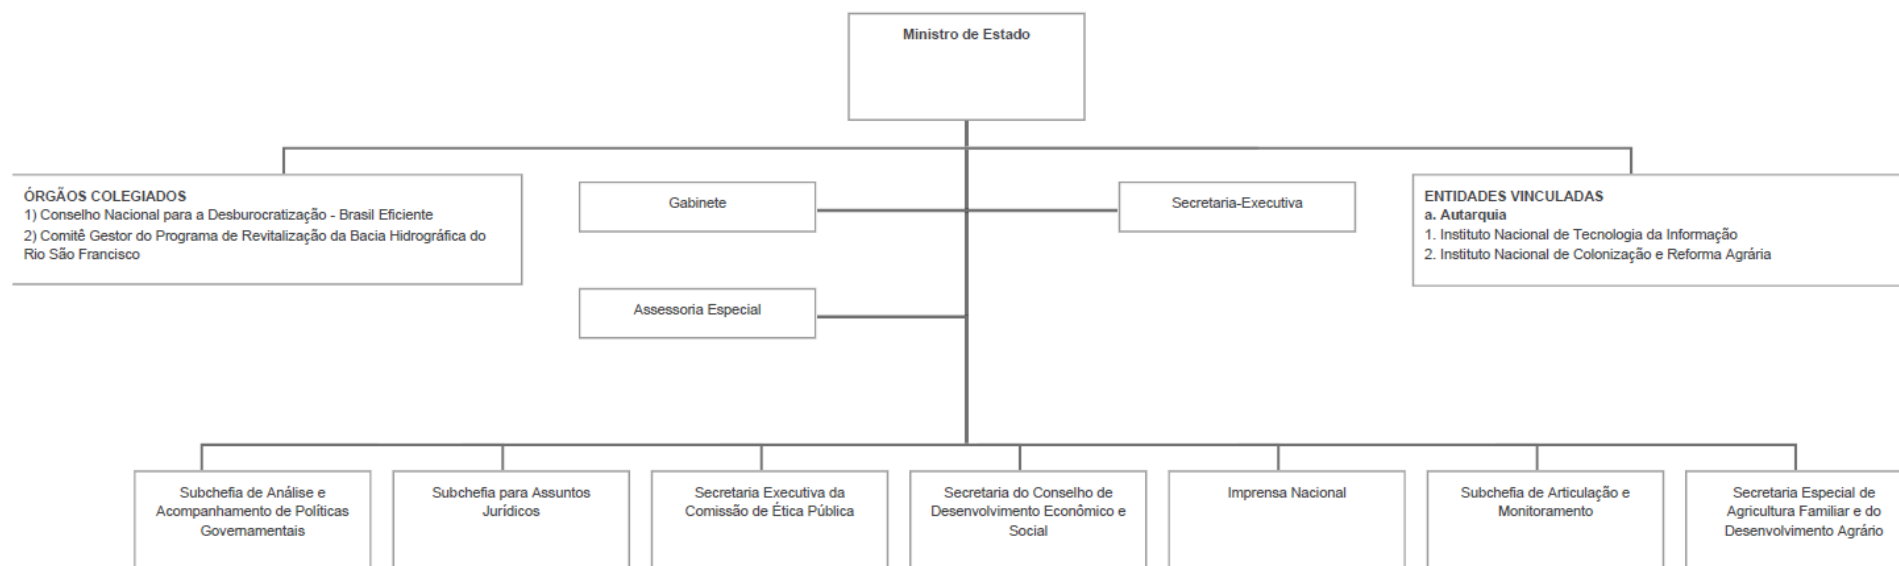 Ministro de Estado
ÓRGÃOS COLEGIADOS
1) Conselho Nacional para a Desburocratização - Brasil Eficiente
2) Comitê Gestor do Programa de Revitalização da Bacia Hidrográfica do
Rio São Francisco
Gabinete
Secretaria-Executiva
ENTIDADES VINCULADAS
a. Autarquia
1. Instituto Nacional de Tecnologia da Informação
2. Instituto Nacional de Colonização e Reforma Agrária
Assessoria Especial
Subchefia de Análise e
Acompanhamento de Políticas
Governamentais
Subchefia para Assuntos
Jurídicos
Secretaria Executiva da
Comissão de Ética Pública
Secretaria do Conselho de
Desenvolvimento Econômico e
Social
Imprensa Nacional
Subchefia de Articulação e
Monitoramento
Secretaria Especial de
Agricultura Familiar e do
Desenvolvimento Agrário